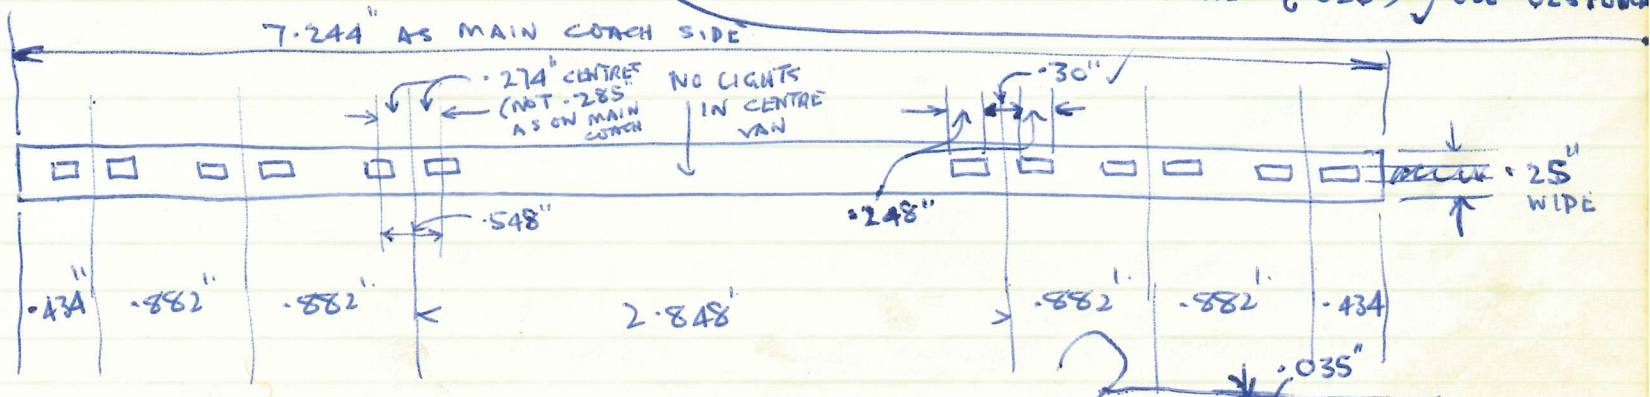 7.244" AS MAIN COACH SIDE
.274" CENTRES
(NOT .285"
AS ON MAIN
COACH
NO LIGHTS
IN CENTRE
VAN
.30" ✓
.25"
WIDE
.548"
.248"
.434" .882" .882" 2.848' .882' .882' .434
.035"